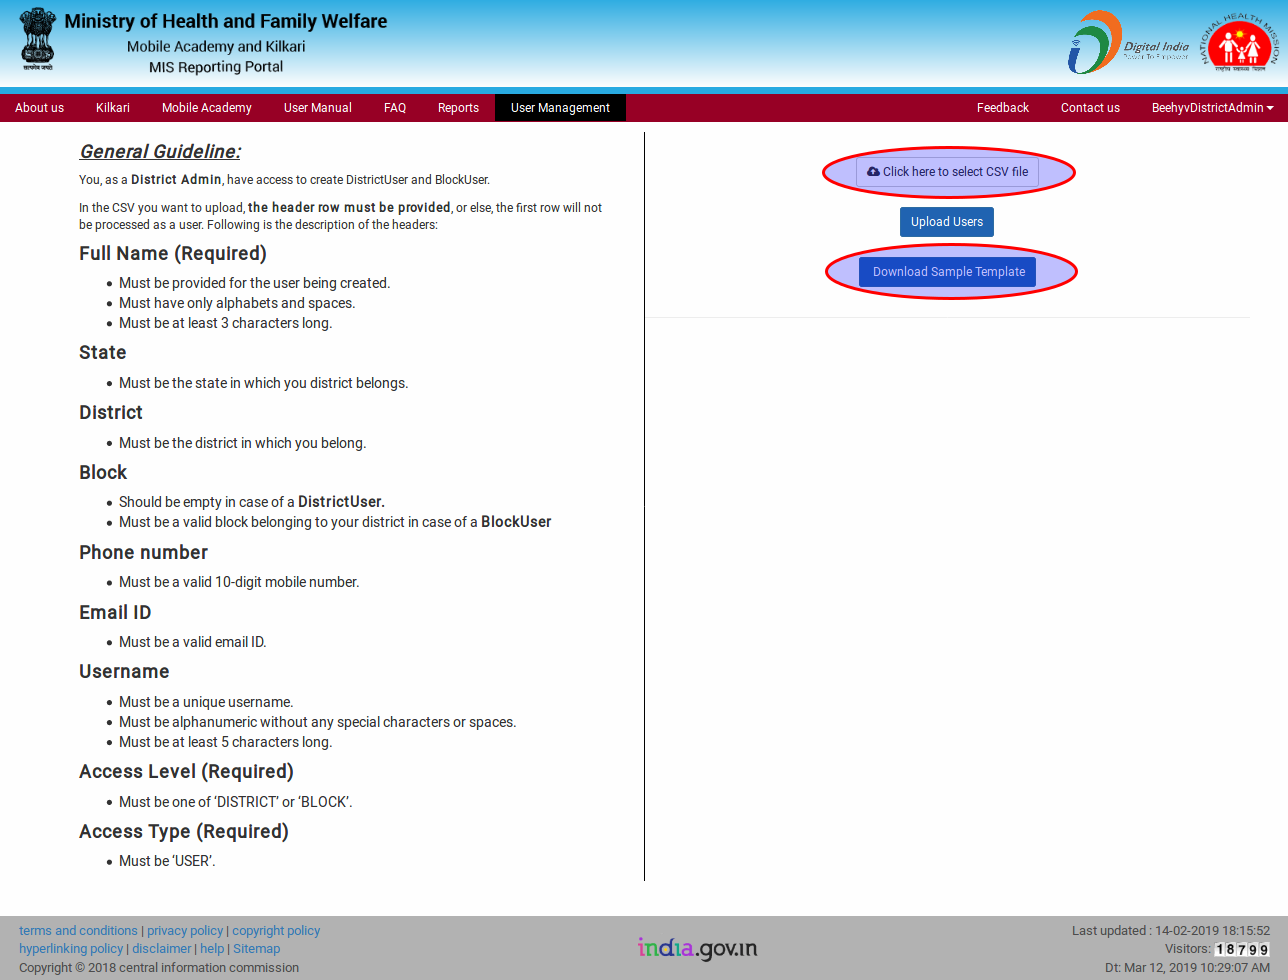 Ministry of Health and Family Welfare
Mobile Academy and Kilkari
MIS Reporting Portal
सत्यमेव जयते
Digital India
Power To Empower
NATIONAL HEALTH MISSION
राष्ट्रीय स्वास्थ्य मिशन
About us Kilkari Mobile Academy User Manual FAQ Reports User Management Feedback Contact us BeehyvDistrictAdmin
General Guideline:
You, as a District Admin, have access to create DistrictUser and BlockUser.
In the CSV you want to upload, the header row must be provided, or else, the first row will not
be processed as a user. Following is the description of the headers:
Full Name (Required)
Must be provided for the user being created.
Must have only alphabets and spaces.
Must be at least 3 characters long.
State
Must be the state in which you district belongs.
District
Must be the district in which you belong.
Block
Should be empty in case of a DistrictUser.
Must be a valid block belonging to your district in case of a BlockUser
Phone number
Must be a valid 10-digit mobile number.
Email ID
Must be a valid email ID.
Username
Must be a unique username.
Must be alphanumeric without any special characters or spaces.
Must be at least 5 characters long.
Access Level (Required)
Must be one of ‘DISTRICT’ or ‘BLOCK’.
Access Type (Required)
Must be ‘USER’.
Click here to select CSV file
Upload Users
Download Sample Template
terms and conditions | privacy policy | copyright policy
hyperlinking policy | disclaimer | help | Sitemap
Copyright © 2018 central information commission
india.gov.in
Last updated : 14-02-2019 18:15:52
Visitors: 18799
Dt: Mar 12, 2019 10:29:07 AM